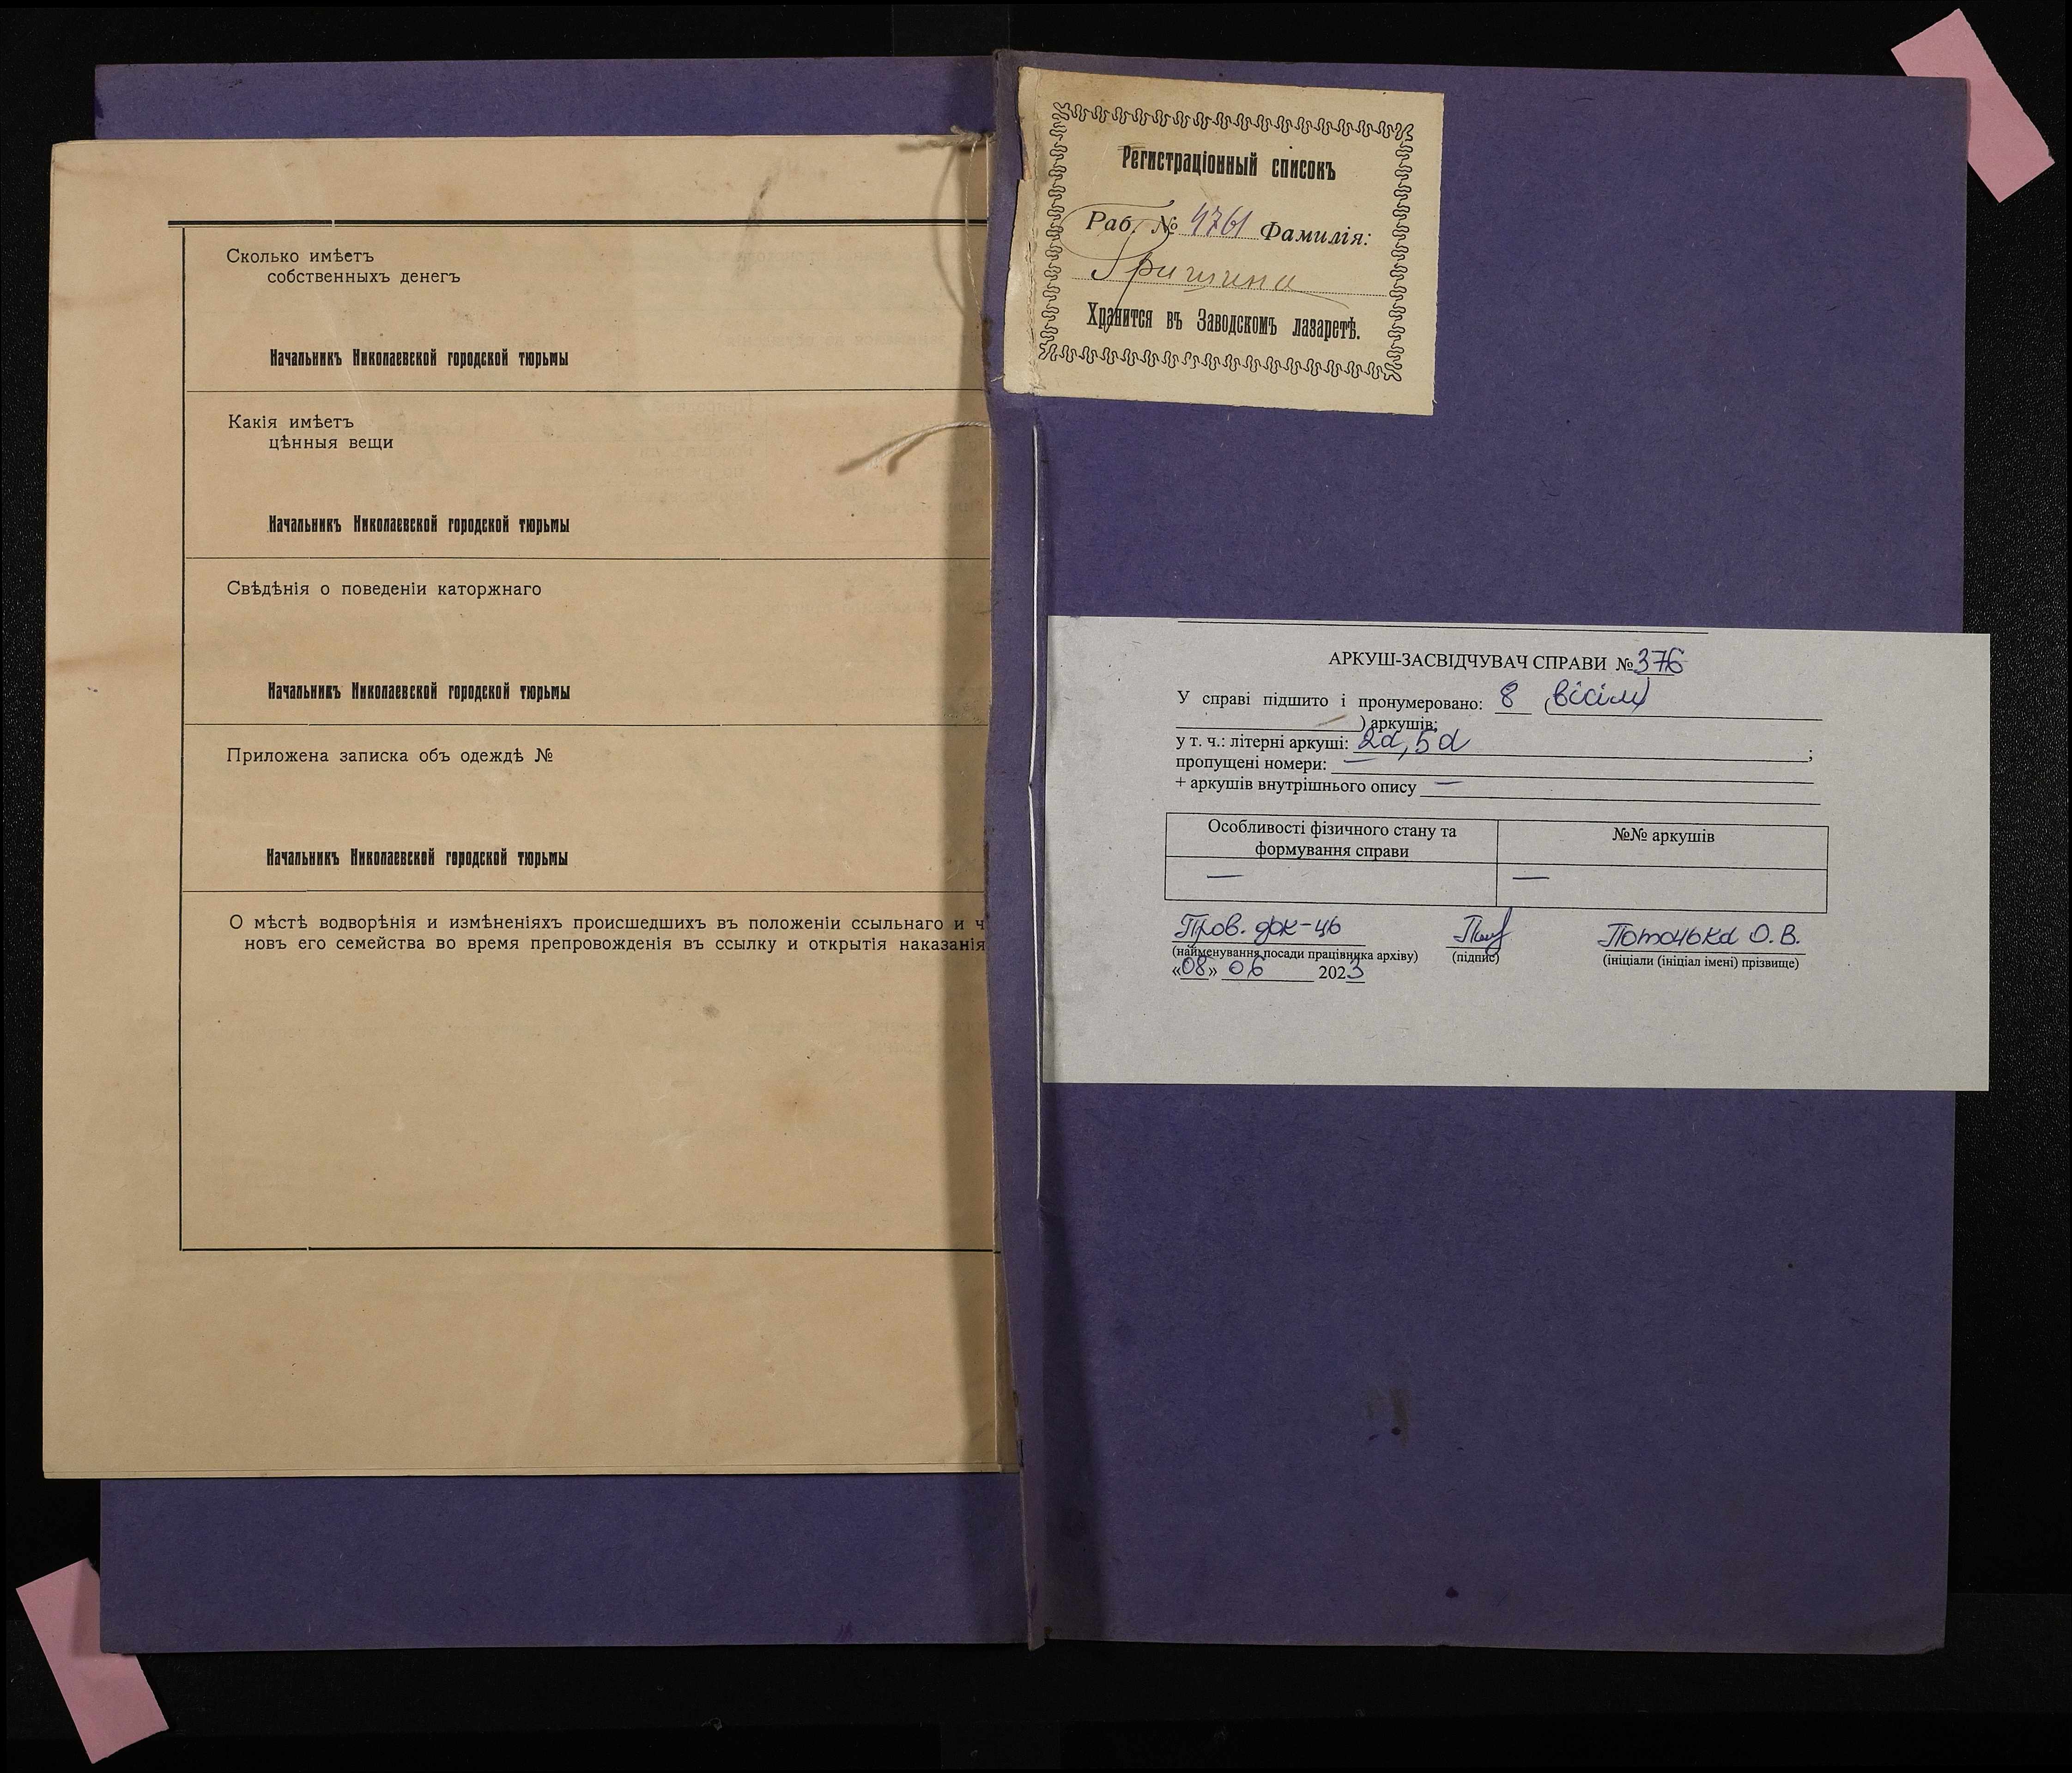 Сколько имѣетъ
собственныхъ денегъ
Начальникъ Николаевской городской тюрьмы
Какія имѣетъ
цѣнныя вещи
Начальникъ Николаевской городской тюрьмы
Свѣдѣнія о поведеніи каторжнаго
Начальникъ Николаевской городской тюрьмы
Приложена записка объ одеждѣ №
Начальникъ Николаевской городской тюрьмы
О мѣстѣ водворѣнія и измѣненіяхъ происшедшихъ въ положеніи ссыльнаго и ч
новъ его семейства во время препровожденія въ ссылку и открытія наказанія
Регистраціонный списокъ
Раб. № 4761 Фамилія:
Гришина
Хранится въ Заводскомъ лазаретѣ.
АРКУШ-ЗАСВІДЧУВАЧ СПРАВИ № 376
У справі підшито і пронумеровано: 8 (вісім
) аркушів;
у т. ч.: літерні аркуші: 2а, 5а ;
пропущені номери: —
+ аркушів внутрішнього опису —
Особливості фізичного стану та
формування справи
№№ аркушів
— —
Пров. док-ць Потоцька О. В.
(найменування посади працівника архіву) (підпис) (ініціали (ініціал імені) прізвище)
«08» 06 2023